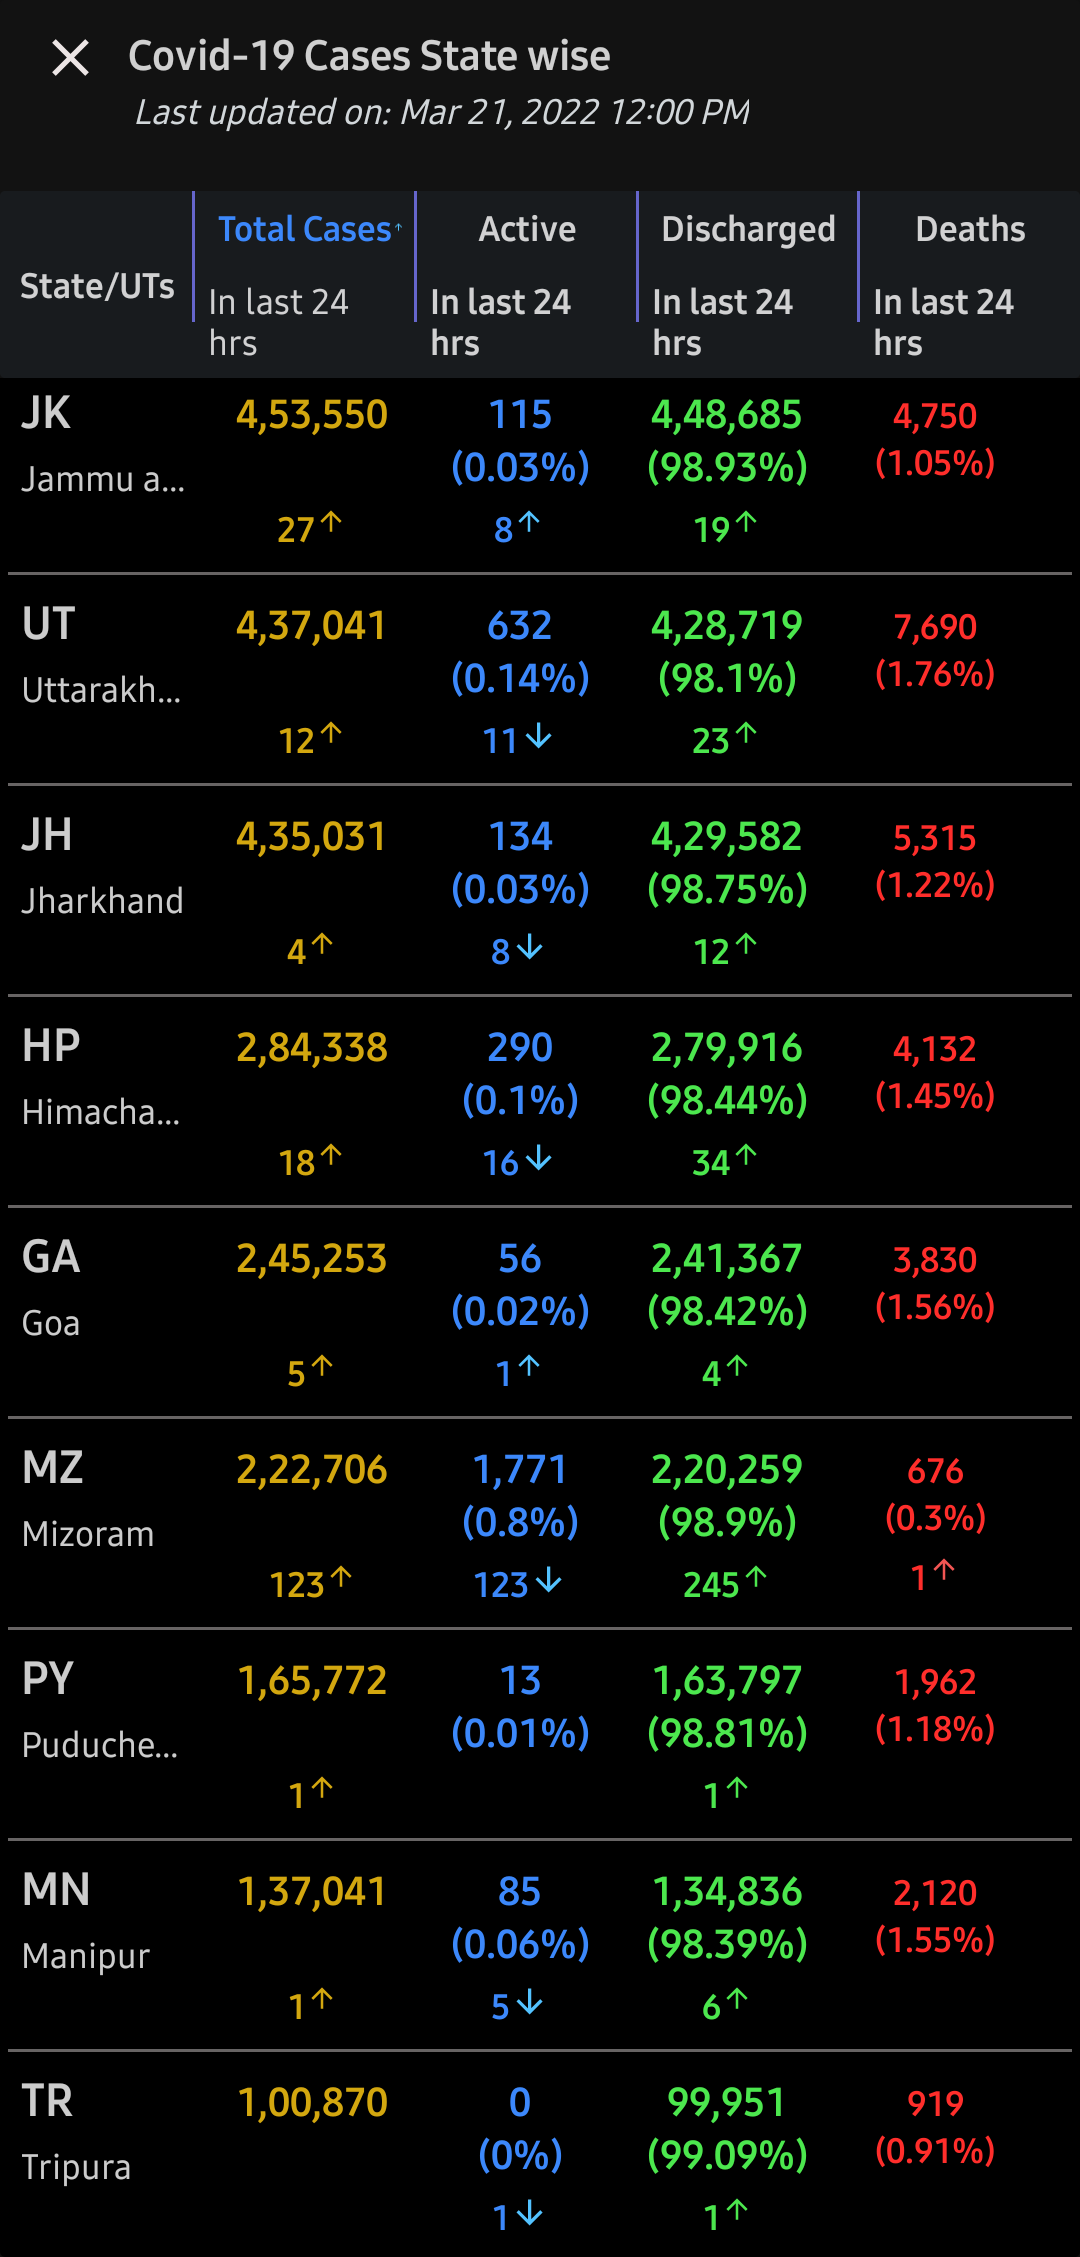 Covid-19 Cases State wise
Last updated on: Mar 21, 2022 12:00 PM
State/UTs
Total Cases↑ Active Discharged Deaths
In last 24 hrs In last 24 hrs In last 24 hrs In last 24 hrs
JK 4,53,550 115 4,48,685 4,750
Jammu a... (0.03%) (98.93%) (1.05%)
27↑ 8↑ 19↑
UT 4,37,041 632 4,28,719 7,690
Uttarakh... (0.14%) (98.1%) (1.76%)
12↑ 11↓ 23↑
JH 4,35,031 134 4,29,582 5,315
Jharkhand (0.03%) (98.75%) (1.22%)
4↑ 8↓ 12↑
HP 2,84,338 290 2,79,916 4,132
Himacha... (0.1%) (98.44%) (1.45%)
18↑ 16↓ 34↑
GA 2,45,253 56 2,41,367 3,830
Goa (0.02%) (98.42%) (1.56%)
5↑ 1↑ 4↑
MZ 2,22,706 1,771 2,20,259 676
Mizoram (0.8%) (98.9%) (0.3%)
123↑ 123↓ 245↑ 1↑
PY 1,65,772 13 1,63,797 1,962
Puduche... (0.01%) (98.81%) (1.18%)
1↑ 1↑
MN 1,37,041 85 1,34,836 2,120
Manipur (0.06%) (98.39%) (1.55%)
1↑ 5↓ 6↑
TR 1,00,870 0 99,951 919
Tripura (0%) (99.09%) (0.91%)
1↓ 1↑